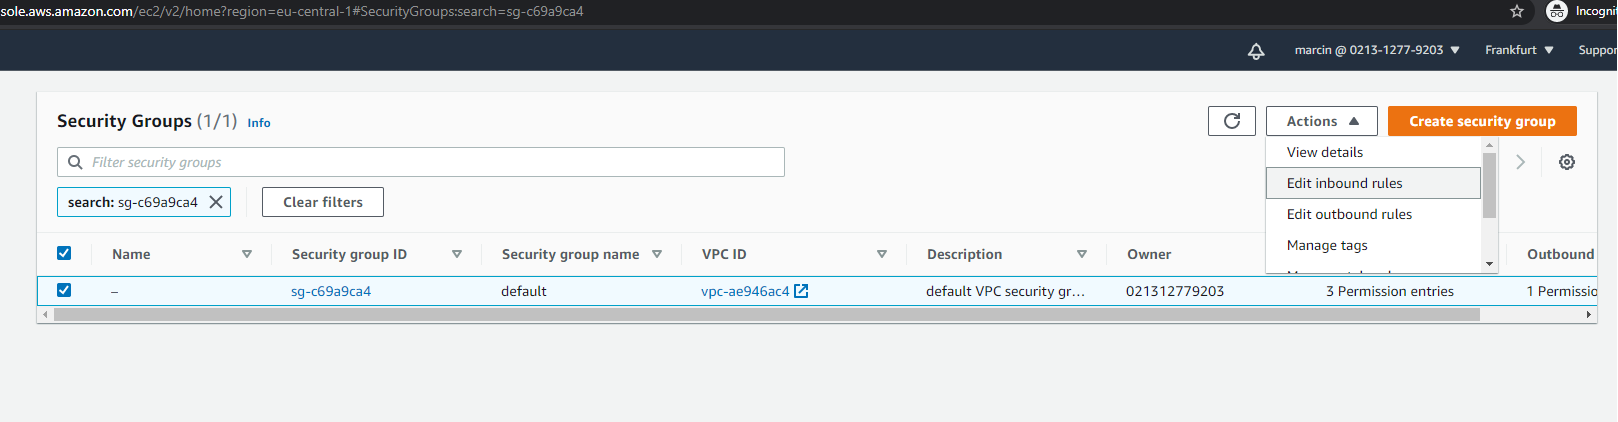 sole.aws.amazon.com/ec2/v2/home?region=eu-central-1#SecurityGroups:search=sg-c69a9ca4
Incogni
marcin @ 0213-1277-9203
Frankfurt
Suppor
Security Groups (1/1) Info
Actions
Create security group
Filter security groups
View details
Edit inbound rules
Edit outbound rules
Manage tags
search: sg-c69a9ca4
Clear filters
Name Security group ID Security group name VPC ID Description Owner Outbound
– sg-c69a9ca4 default vpc-ae946ac4 default VPC security gr... 021312779203 3 Permission entries 1 Permissio